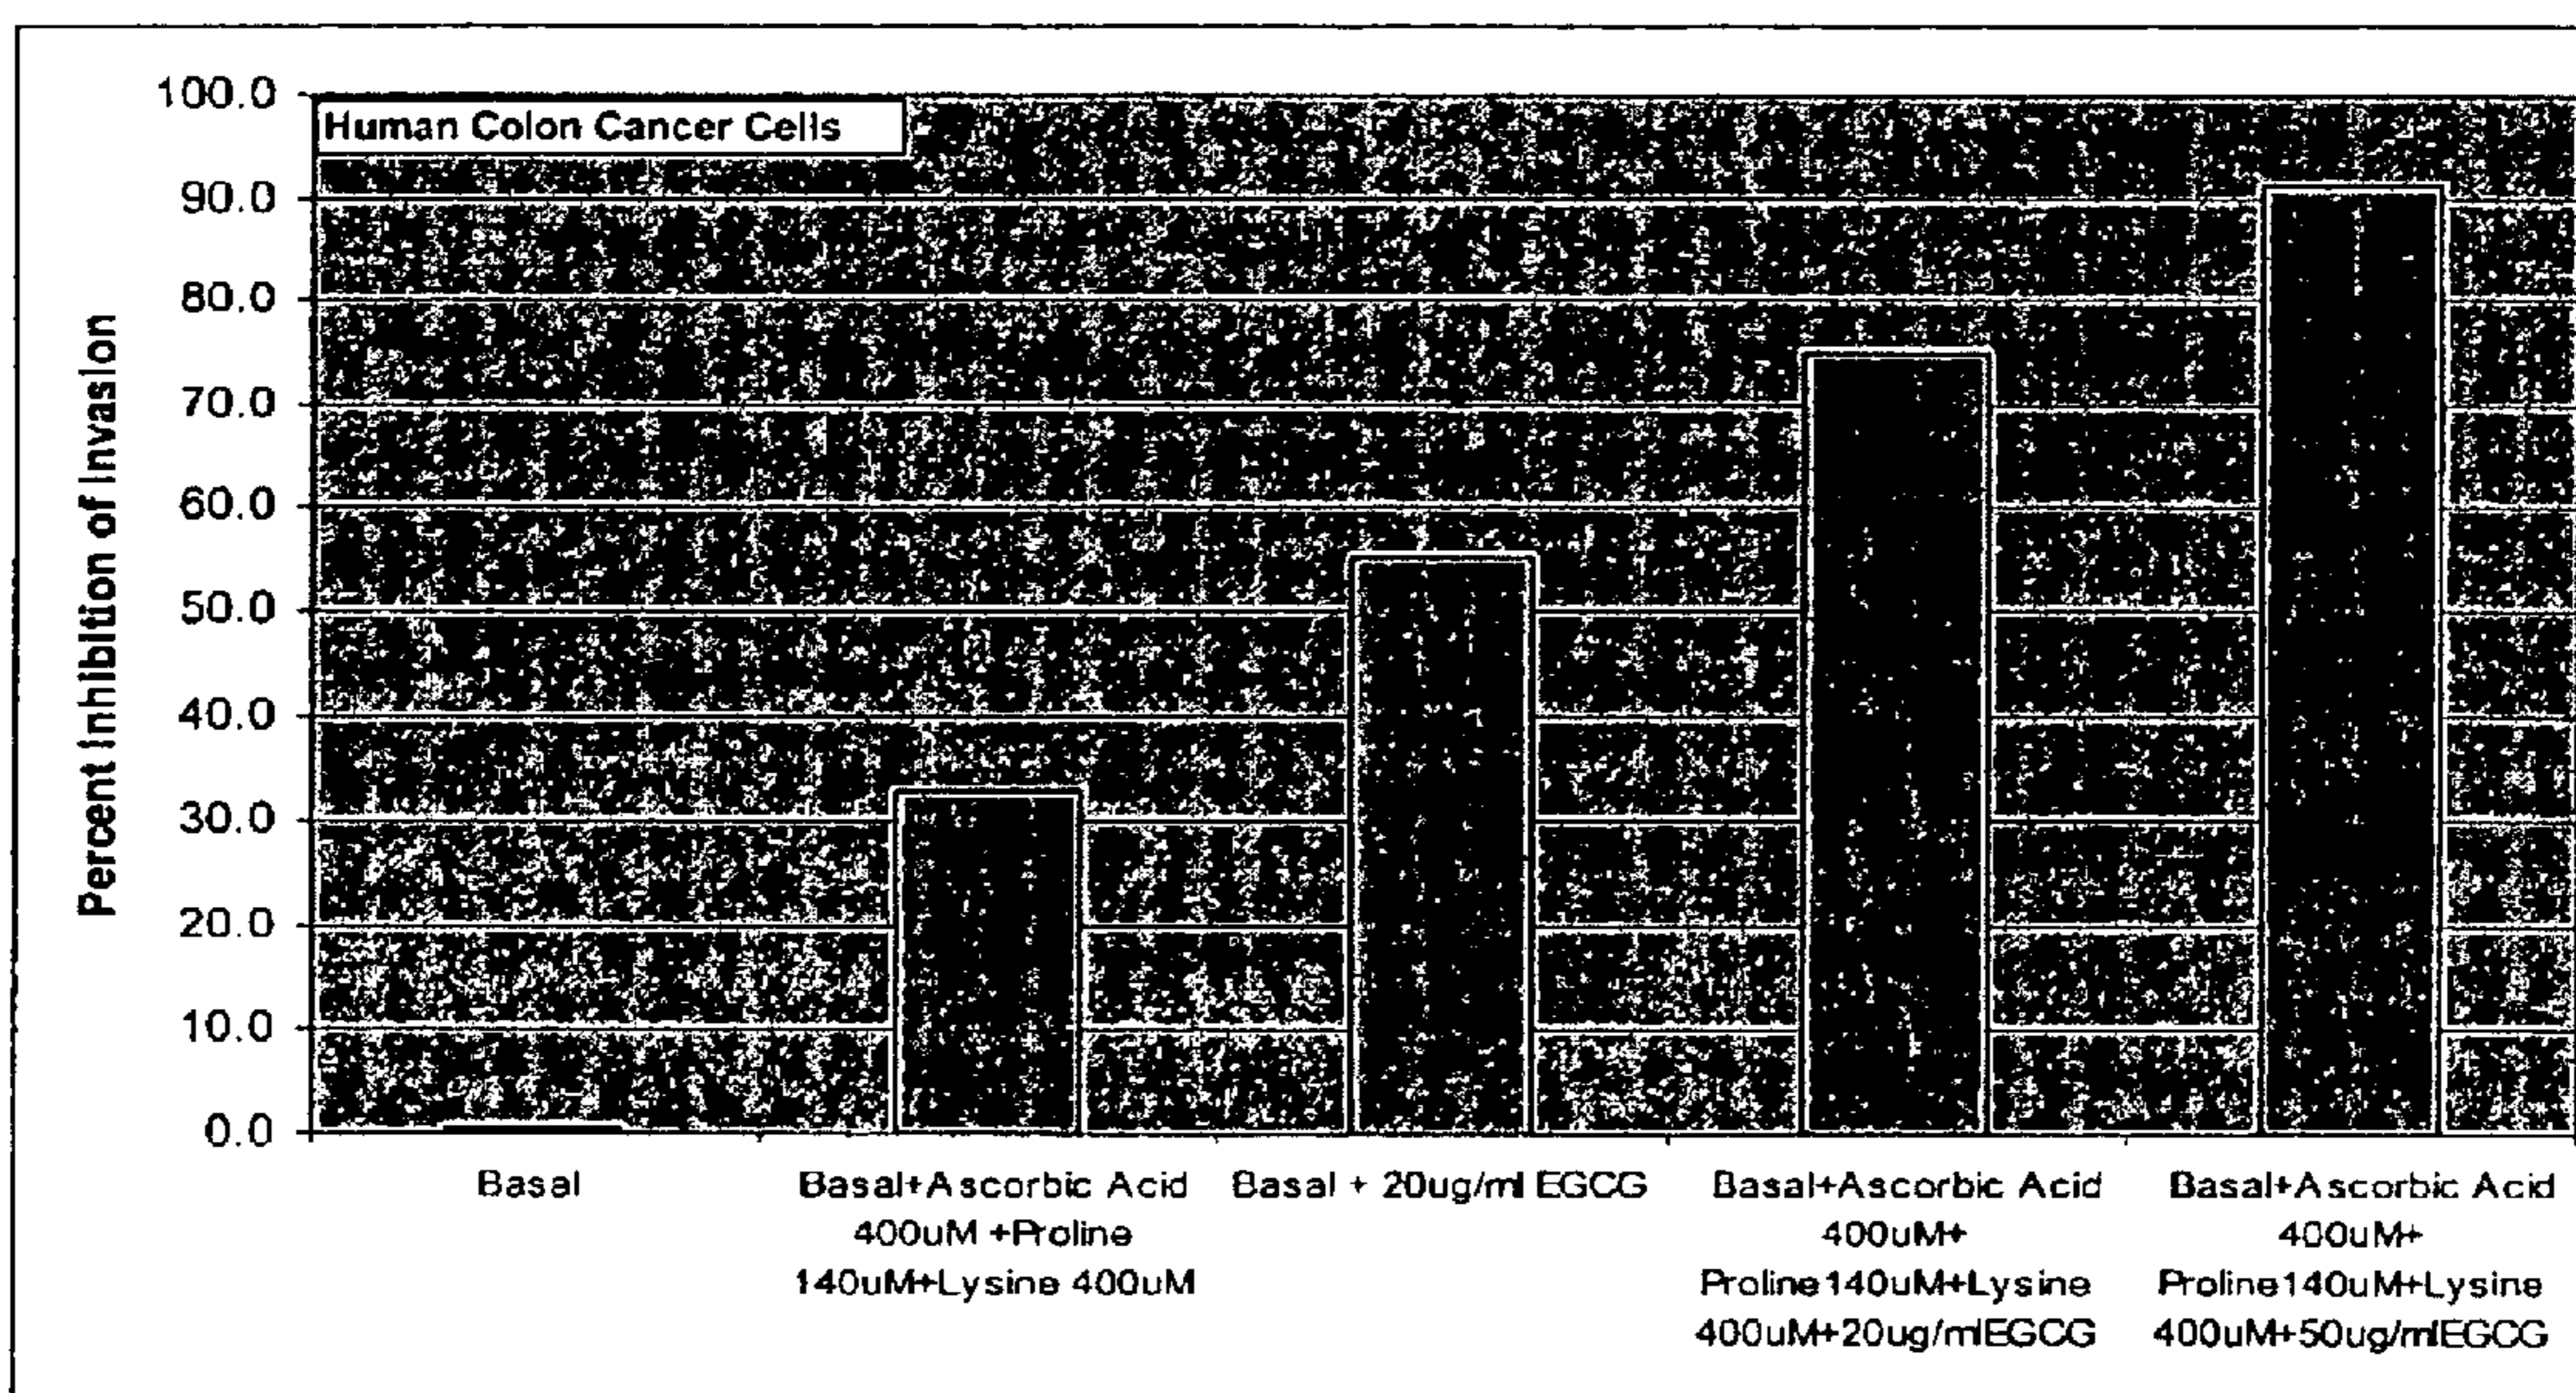 Human Colon Cancer Cells
Percent Inhibition of Invasion
100.0
90.0
80.0
70.0
60.0
50.0
40.0
30.0
20.0
10.0
0.0
Basal
Basal+Ascorbic Acid
400uM +Proline
140uM+Lysine 400uM
Basal + 20ug/ml EGCG
Basal+Ascorbic Acid
400uM+
Proline140uM+Lysine
400uM+20ug/mlEGCG
Basal+Ascorbic Acid
400uM+
Proline140uM+Lysine
400uM+50ug/mlEGCG